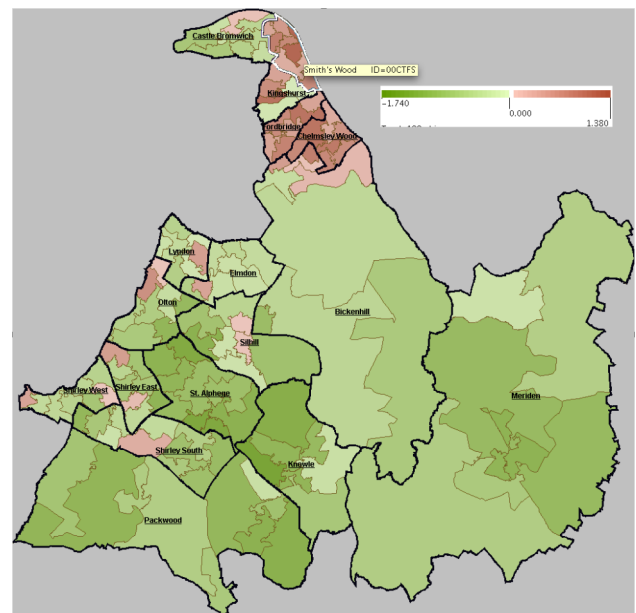 Castle Bromwich
Smith's Wood ID=00CTFS
Kingshurst
−1.740
0.000
1.380
ordbridge
Chelmsley Wood
Lyndon
Elmdon
Olton
Bickenhill
Silhill
Shirley West
Shirley East
St. Alphege
Meriden
Shirley South
Knowle
Packwood